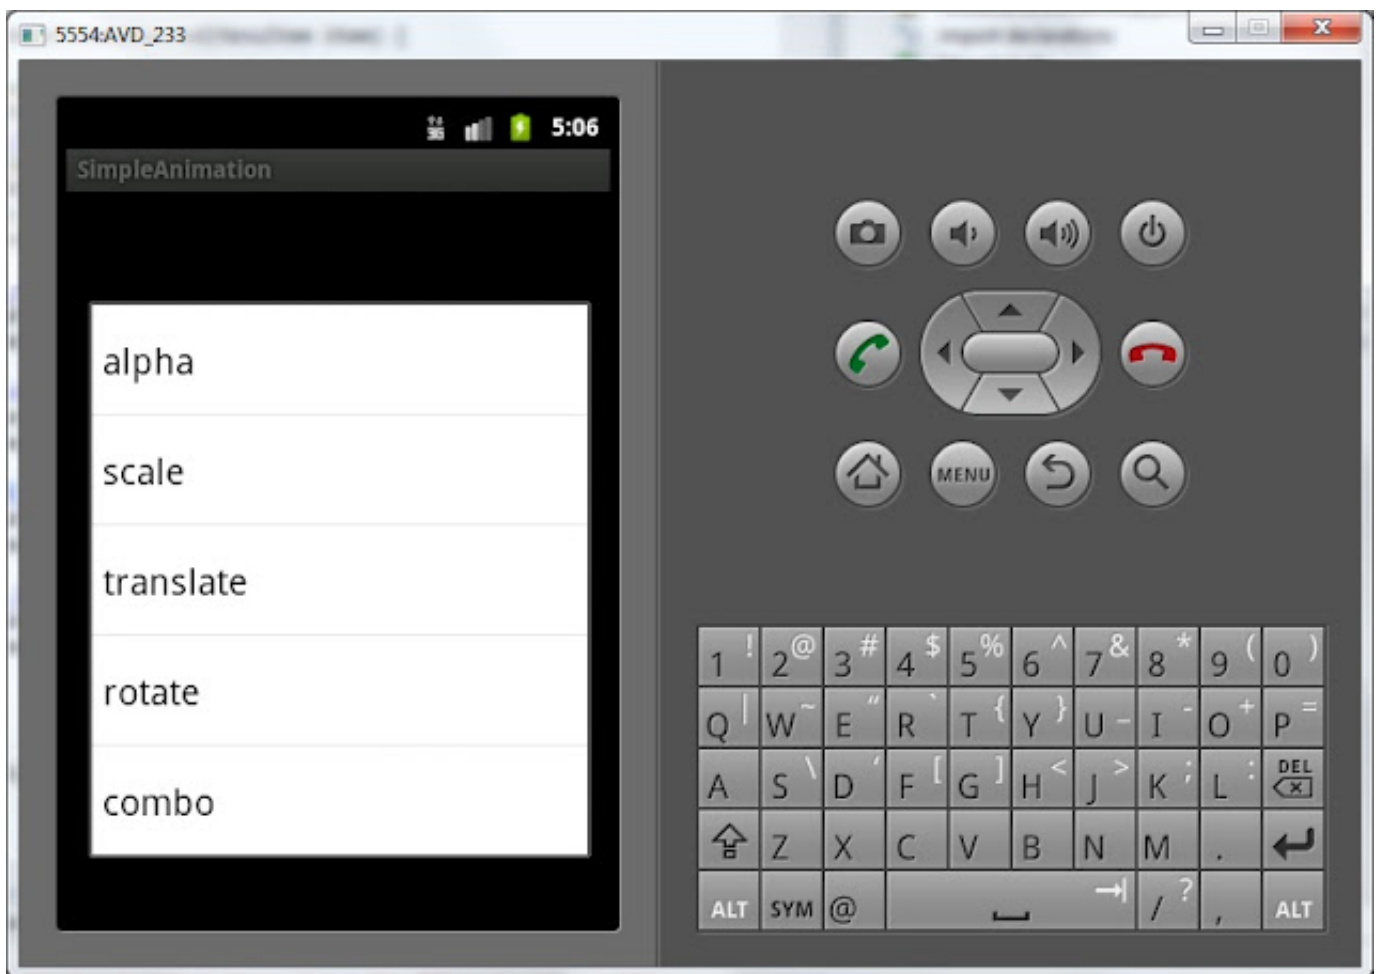 5554:AVD_233
3G 5:06
SimpleAnimation
alpha
scale
translate
rotate
combo
MENU
1 ! 2 @ 3 # 4 $ 5 % 6 ^ 7 & 8 * 9 ( 0 )
Q | W ~ E " R ` T { Y } U _ I - O + P =
A S \ D ' F [ G ] H < J > K ; L : DEL
Z X C V B N M .
ALT SYM @ / ? , ALT